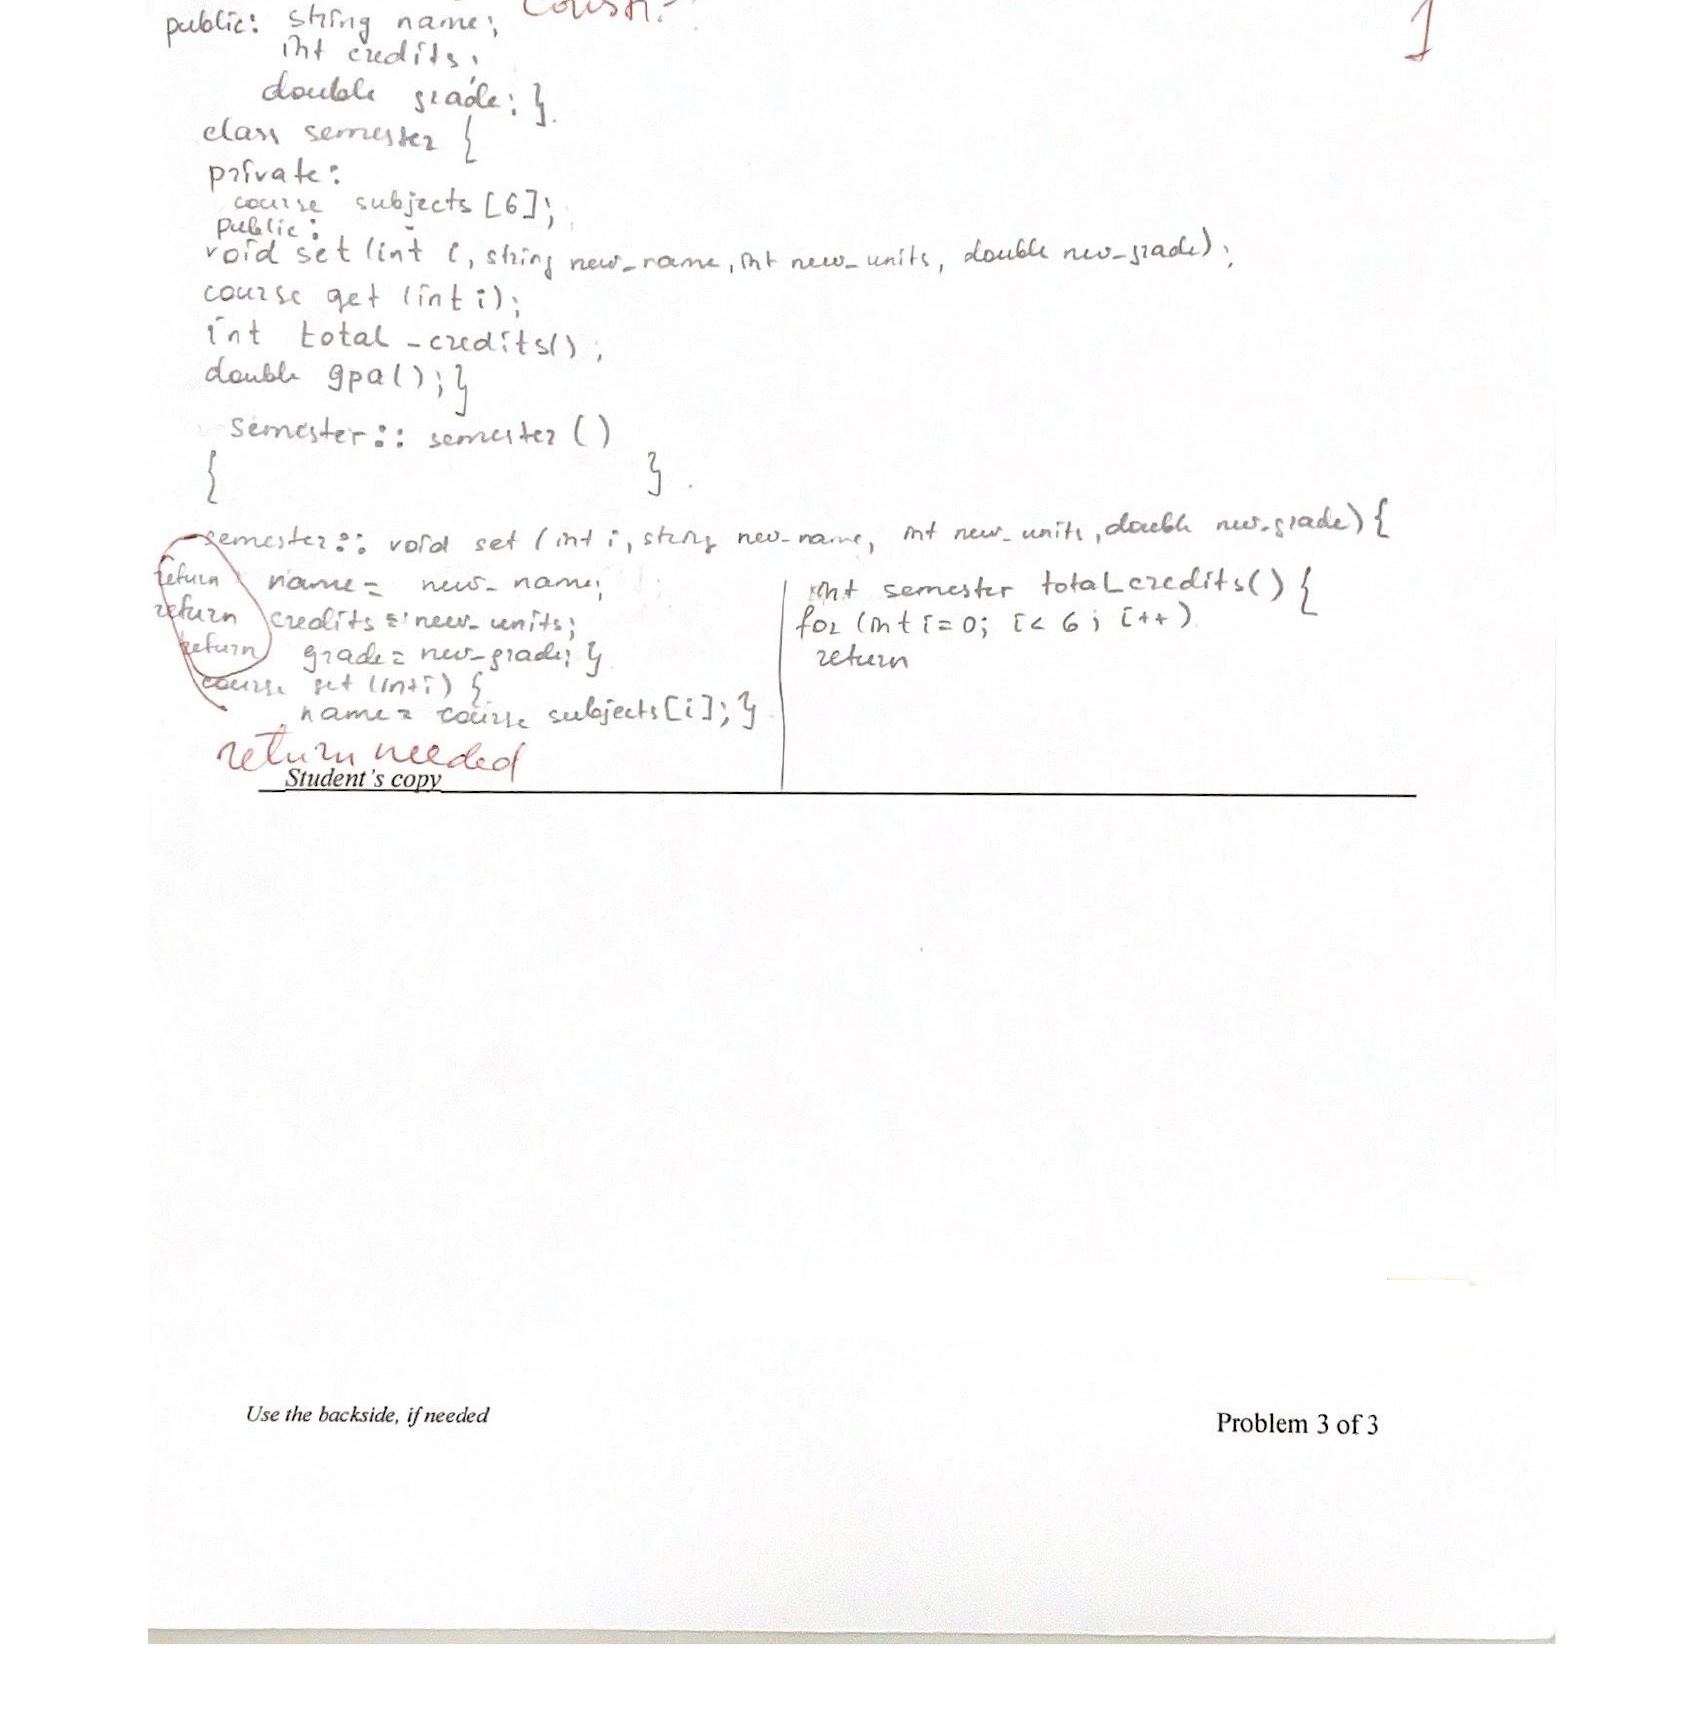 public: string name; Const.
1
int credits;
double grade; }.
class semester {
private:
course subjects [6];
public:
void set (int i, string new_name, int new_units, double new_grade);
course get (int i);
int total_credits();
double gpa(); }
semester:: semester ()
{ }.
semester:: void set (int i, string new_name, int new_units, double new_grade) {
return name = new_name;
return credits = new_units;
return grade = new_grade; }
course set (int i) {
name = course subjects[i]; }
return needed
int semester total credits() {
for (int i=0; i<6; i++)
return
Student's copy
Use the backside, if needed
Problem 3 of 3